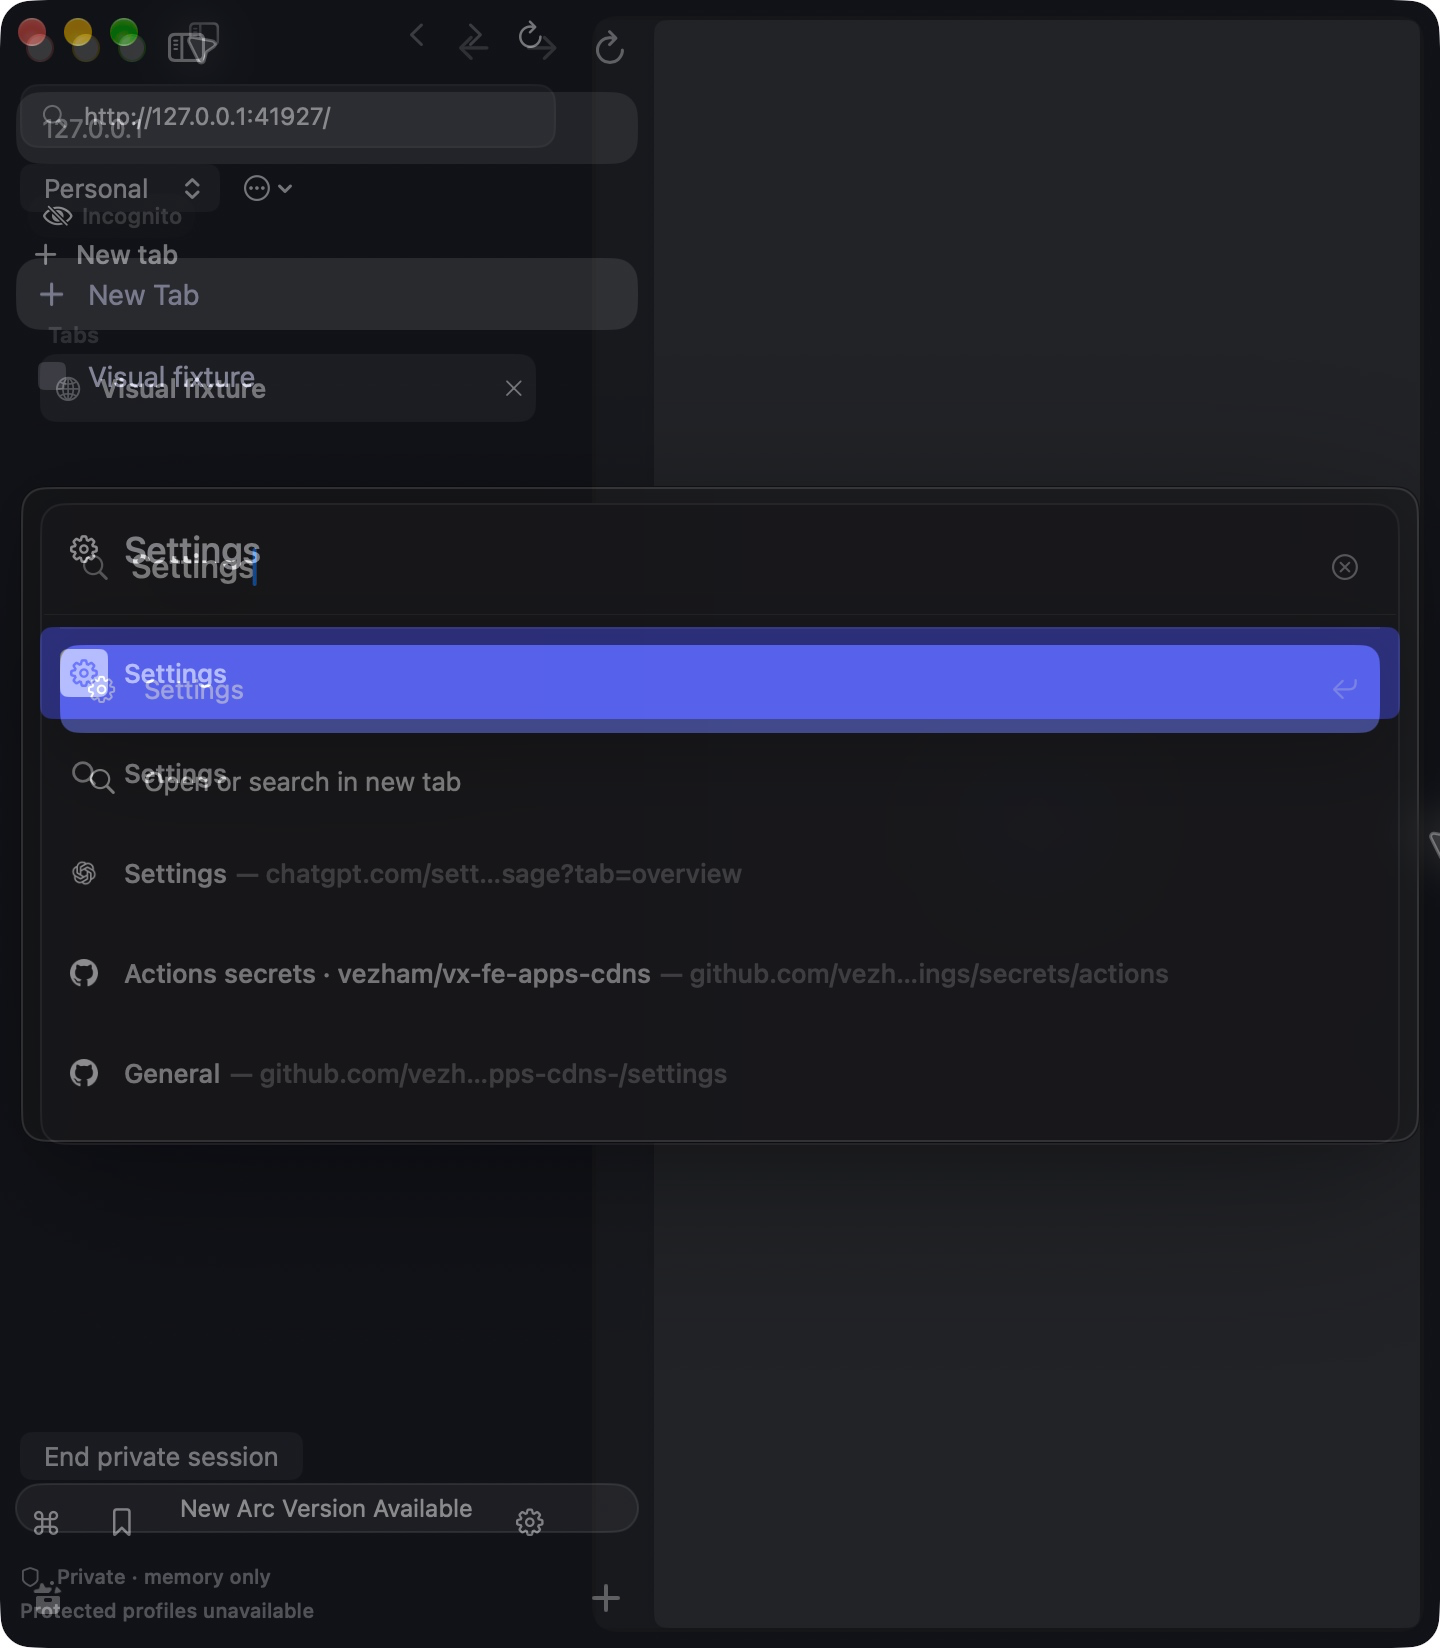 http://127.0.0.1:41927/
127.0.0.1
Personal
Incognito
New tab
New Tab
Tabs
Visual fixture
Visual fixture
Settings
Settings
Settings
Settings
Settings
Open or search in new tab
Settings — chatgpt.com/sett...sage?tab=overview
Actions secrets · vezham/vx-fe-apps-cdns — github.com/vezh...ings/secrets/actions
General — github.com/vezh...pps-cdns-/settings
End private session
New Arc Version Available
Private · memory only
Protected profiles unavailable